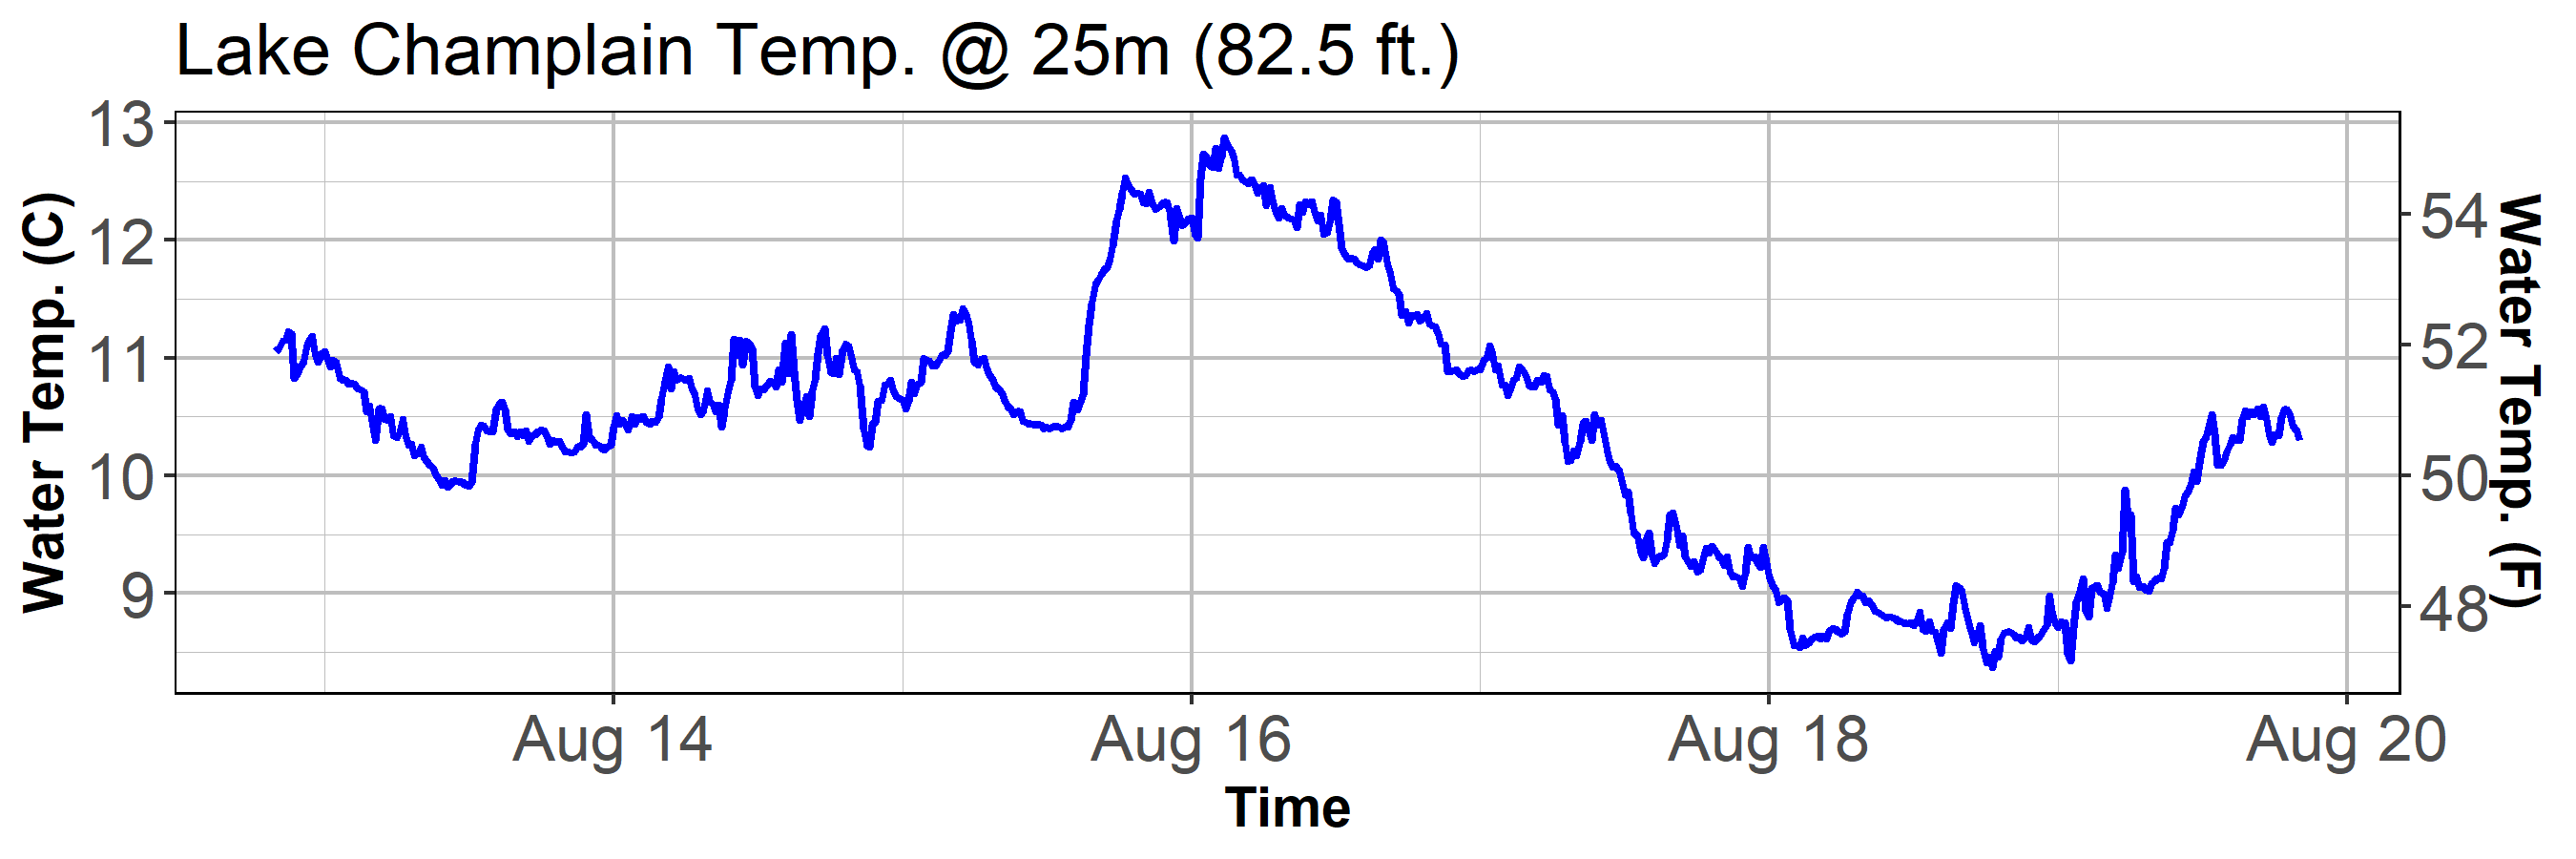 Lake Champlain Temp. @ 25m (82.5 ft.)
Water Temp. (C)
13
12
11
10
9
54
52
50
48
Water Temp. (F)
Aug 14 Aug 16 Aug 18 Aug 20
Time